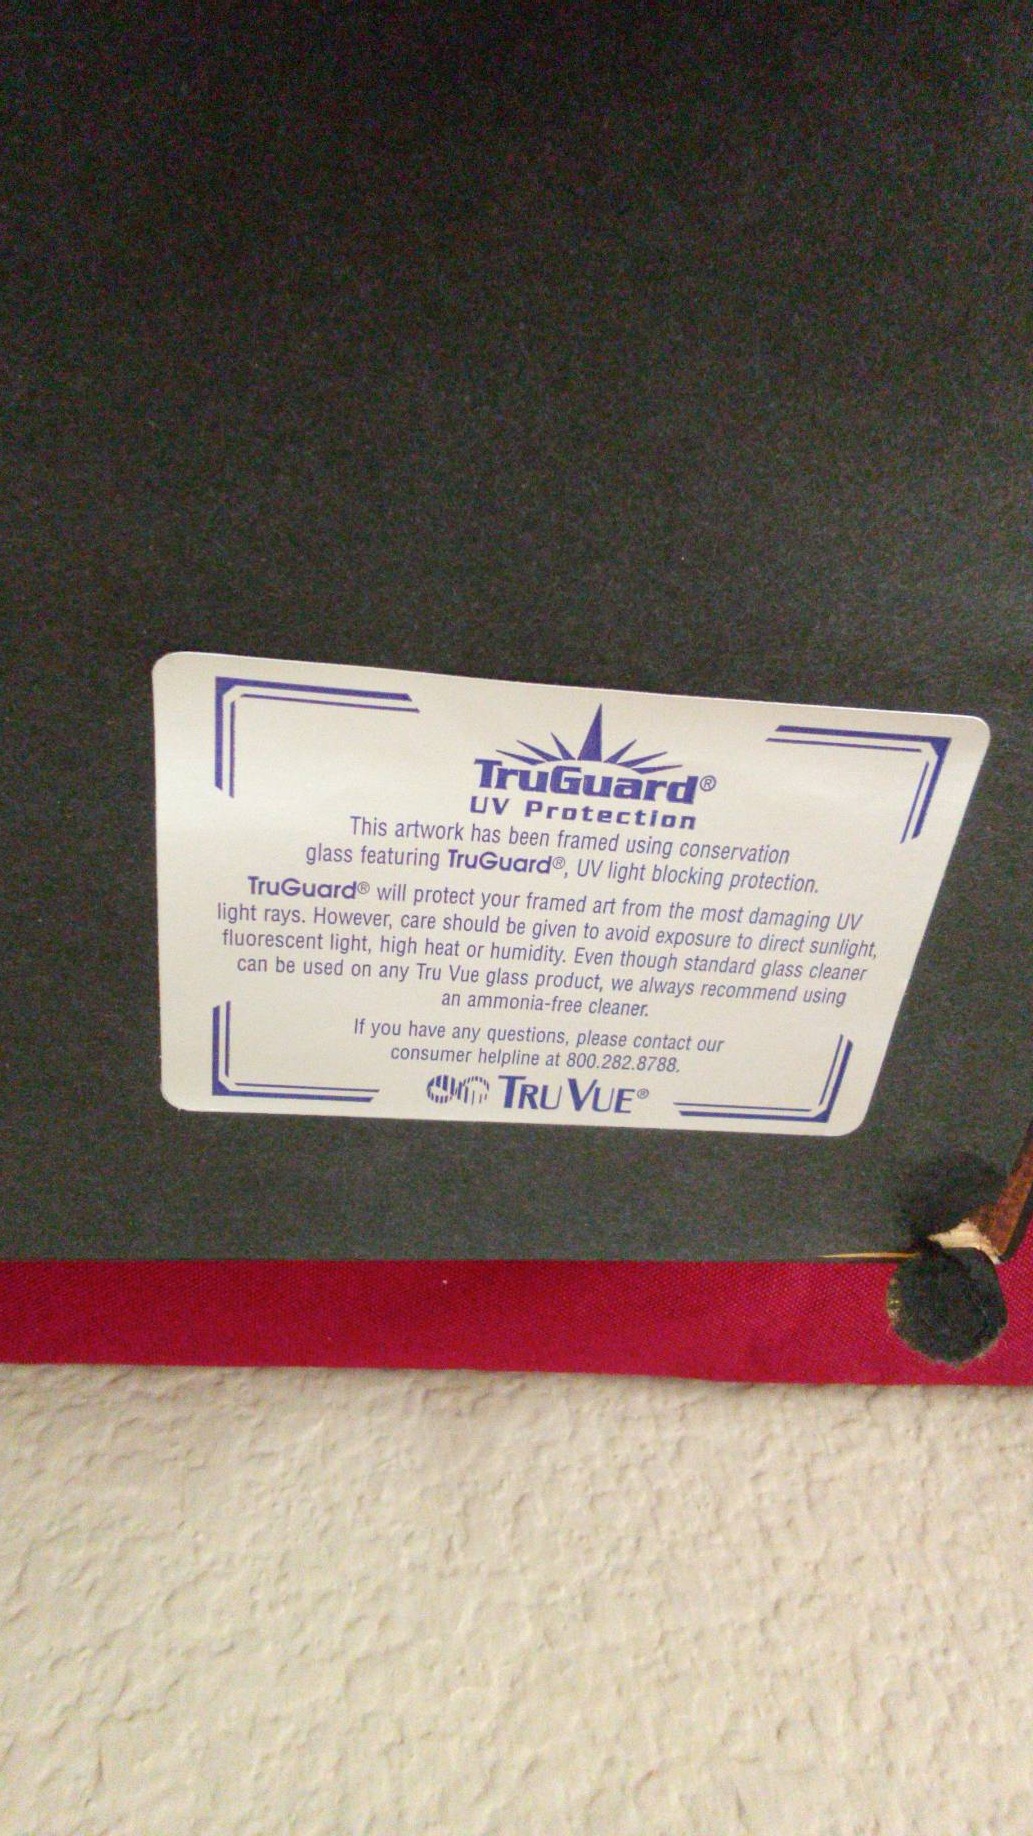 TruGuard®
UV Protection
This artwork has been framed using conservation
glass featuring TruGuard®, UV light blocking protection.
TruGuard® will protect your framed art from the most damaging UV
light rays. However, care should be given to avoid exposure to direct sunlight,
fluorescent light, high heat or humidity. Even though standard glass cleaner
can be used on any Tru Vue glass product, we always recommend using
an ammonia-free cleaner.
If you have any questions, please contact our
consumer helpline at 800.282.8788.
TRU VUE®